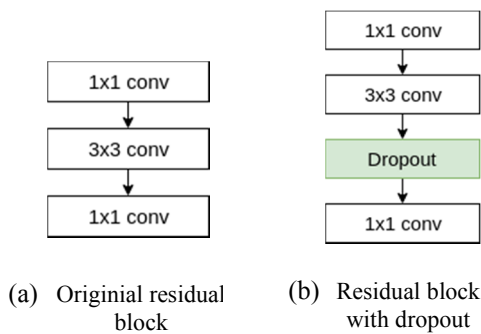 1x1 conv
3x3 conv
1x1 conv
(a) Originial residual
block
1x1 conv
3x3 conv
Dropout
1x1 conv
(b) Residual block
with dropout